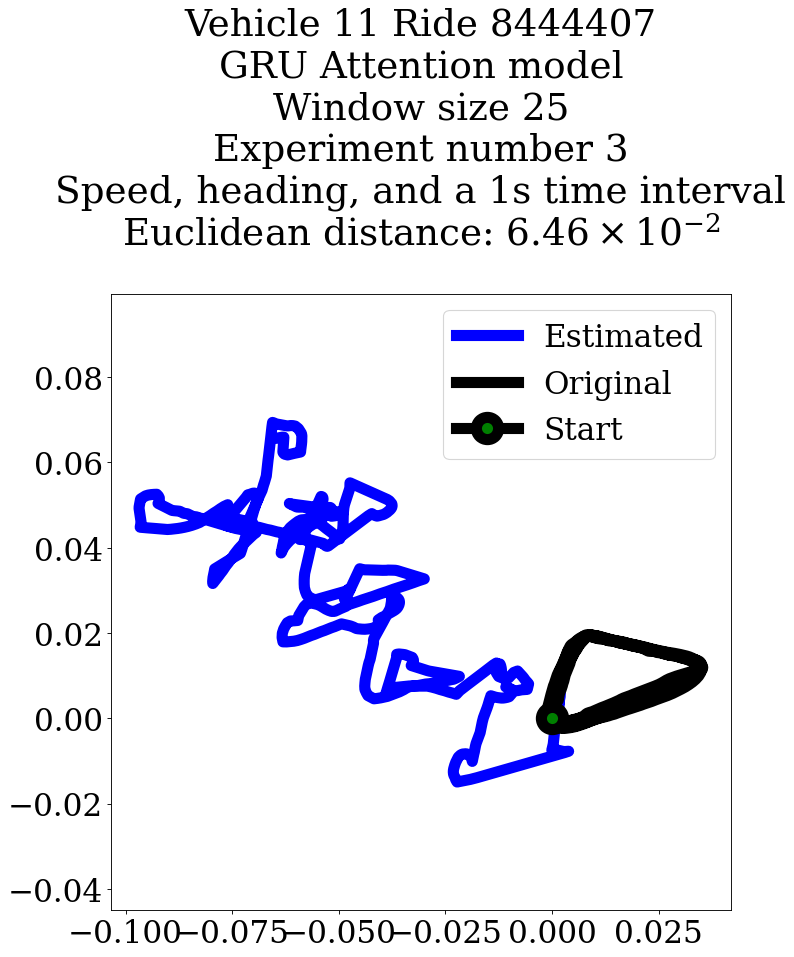 Vehicle 11 Ride 8444407
GRU Attention model
Window size 25
Experiment number 3
Speed, heading, and a 1s time interval
Euclidean distance: 6.46 × 10⁻²
Estimated
Original
Start
0.08
0.06
0.04
0.02
0.00
−0.02
−0.04
−0.100 −0.075 −0.050 −0.025 0.000 0.025